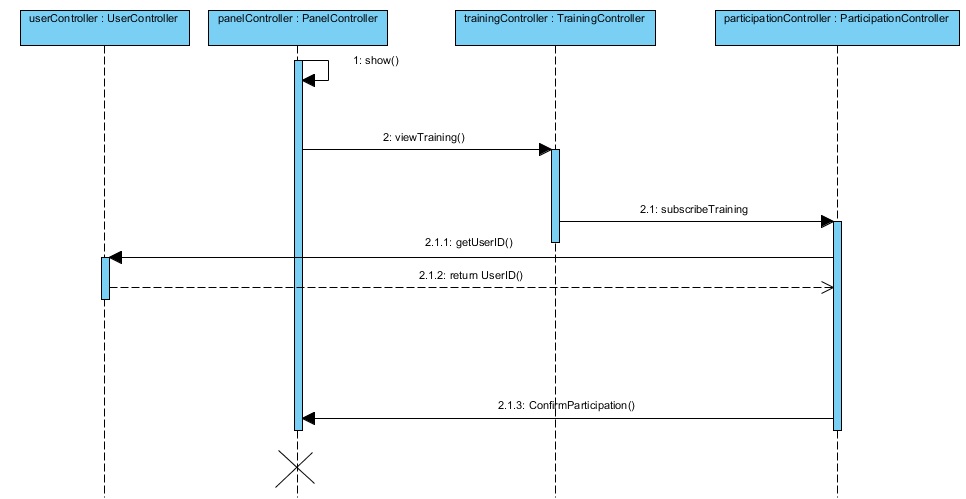 userController : UserController
panelController : PanelController
trainingController : TrainingController
participationController : ParticipationController
1: show()
2: viewTraining()
2.1: subscribeTraining
2.1.1: getUserID()
2.1.2: return UserID()
2.1.3: ConfirmParticipation()